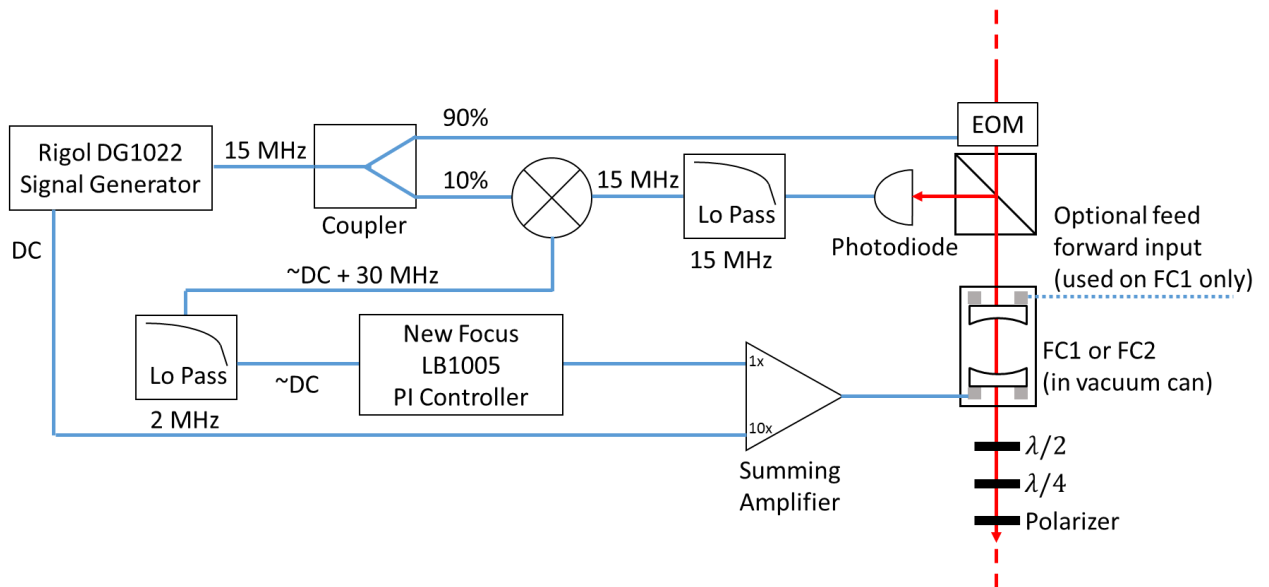 90%
EOM
Rigol DG1022
Signal Generator
15 MHz
10%
15 MHz
Lo Pass
Coupler
Photodiode
15 MHz
Optional feed
forward input
(used on FC1 only)
DC
~DC + 30 MHz
Lo Pass
2 MHz
~DC
New Focus
LB1005
PI Controller
1x
10x
Summing
Amplifier
FC1 or FC2
(in vacuum can)
λ/2
λ/4
Polarizer